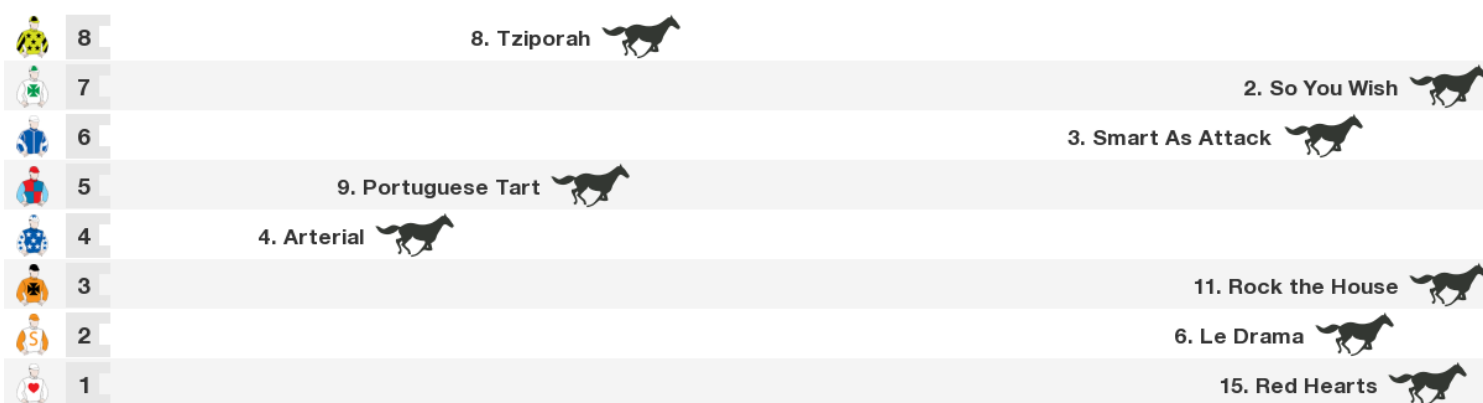 8 8. Tziporah
7 2. So You Wish
6 3. Smart As Attack
5 9. Portuguese Tart
4 4. Arterial
3 11. Rock the House
S 2 6. Le Drama
1 15. Red Hearts